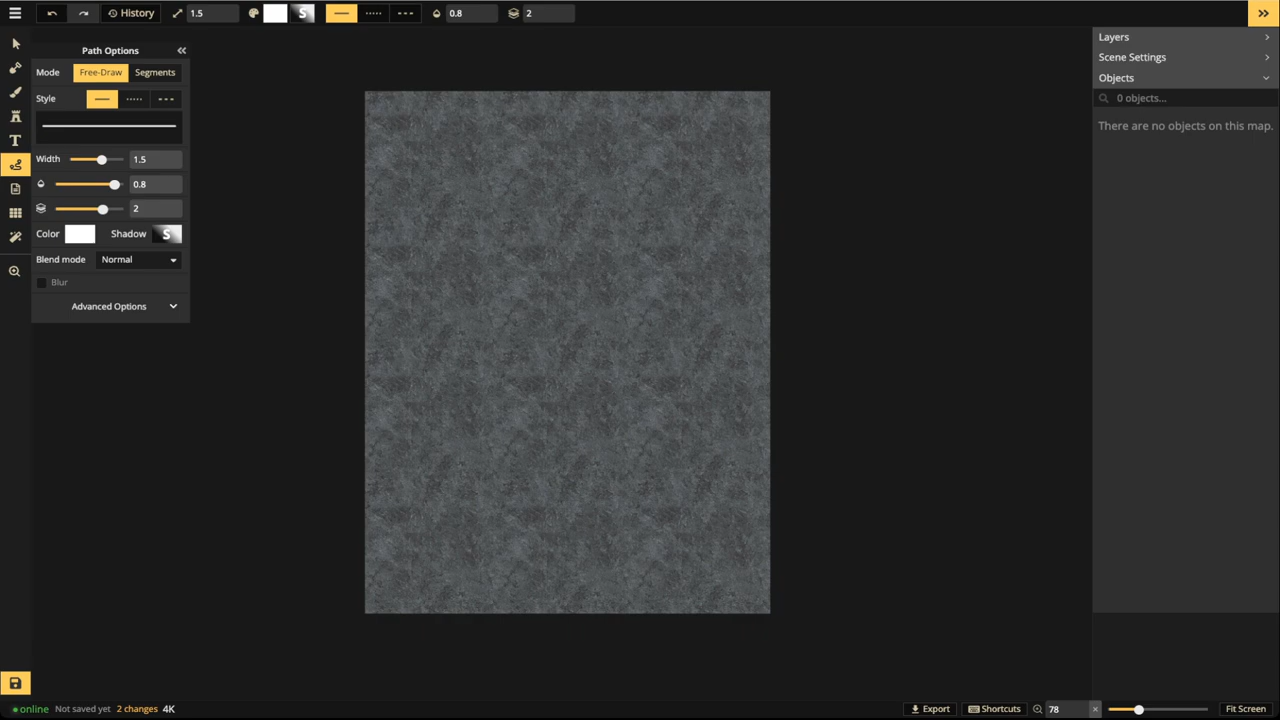 History 1.5 S 0.8 2
Path Options
Mode Free-Draw Segments
Style
Width 1.5
0.8
2
Color Shadow S
Blend mode Normal
Blur
Advanced Options
Layers
Scene Settings
Objects
0 objects...
There are no objects on this map.
online Not saved yet 2 changes 4K
Export Shortcuts 78 × Fit Screen